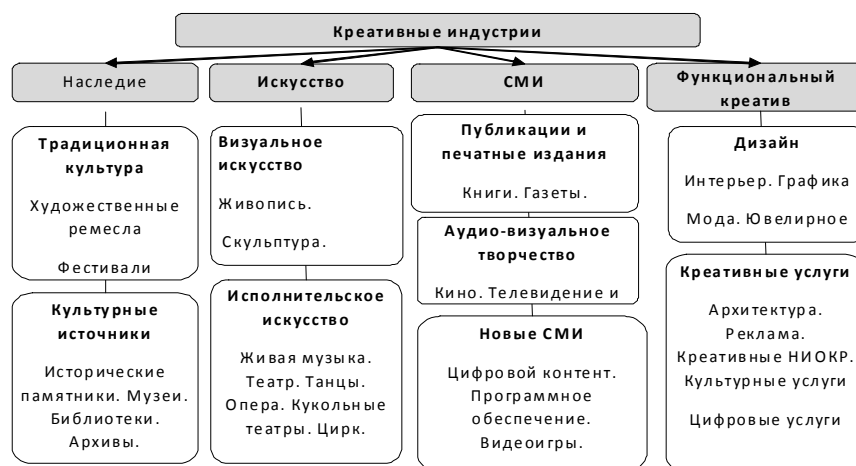 Креативные индустрии
Наследие
Традиционная
культура
Художественные
ремесла
Фестивали
Культурные
источники
Исторические
памятники. Музеи.
Библиотеки.
Архивы.
Искусство
Визуальное
искусство
Живопись.
Скульптура.
Исполнительское
искусство
Живая музыка.
Театр. Танцы.
Опера. Кукольные
театры. Цирк.
СМИ
Публикации и
печатные издания
Книги. Газеты.
Аудио-визуальное
творчество
Кино. Телевидение и
Новые СМИ
Цифровой контент.
Программное
обеспечение.
Видеоигры.
Функциональный
креатив
Дизайн
Интерьер. Графика
Мода. Ювелирное
Креативные услуги
Архитектура.
Реклама.
Креативные НИОКР.
Культурные услуги
Цифровые услуги